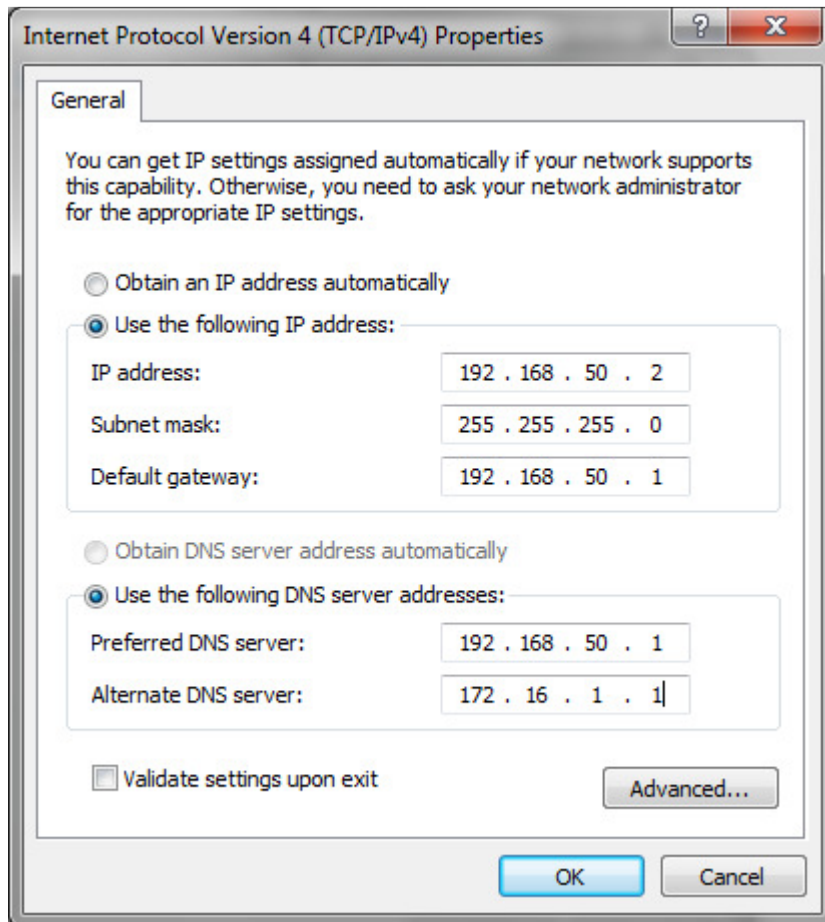 Internet Protocol Version 4 (TCP/IPv4) Properties
?
General
You can get IP settings assigned automatically if your network supports
this capability. Otherwise, you need to ask your network administrator
for the appropriate IP settings.
Obtain an IP address automatically
Use the following IP address:
IP address: 192 . 168 . 50 . 2
Subnet mask: 255 . 255 . 255 . 0
Default gateway: 192 . 168 . 50 . 1
Obtain DNS server address automatically
Use the following DNS server addresses:
Preferred DNS server: 192 . 168 . 50 . 1
Alternate DNS server: 172 . 16 . 1 . 1
Validate settings upon exit
Advanced...
OK Cancel